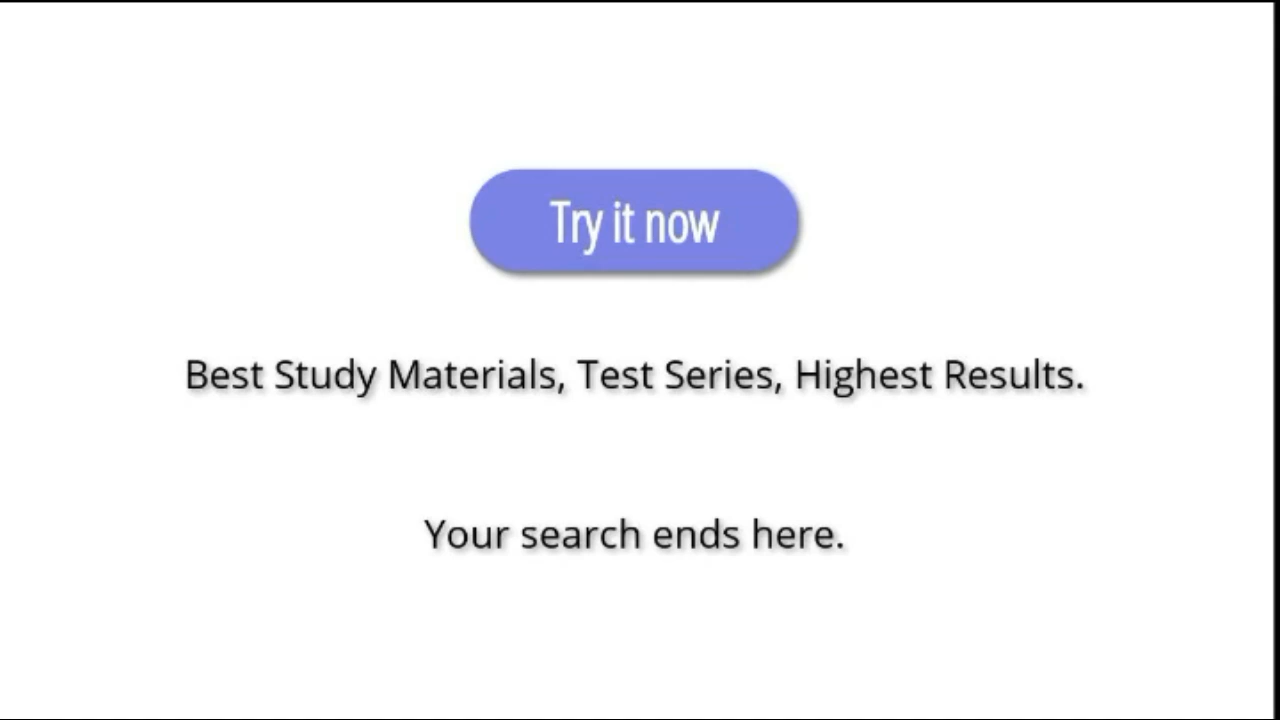 Try it now
Best Study Materials, Test Series, Highest Results.
Your search ends here.